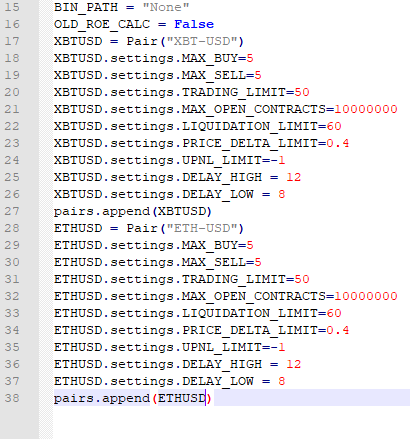 15 BIN_PATH = "None"
16 OLD_ROE_CALC = False
17 XBTUSD = Pair("XBT-USD")
18 XBTUSD.settings.MAX_BUY=5
19 XBTUSD.settings.MAX_SELL=5
20 XBTUSD.settings.TRADING_LIMIT=50
21 XBTUSD.settings.MAX_OPEN_CONTRACTS=10000000
22 XBTUSD.settings.LIQUIDATION_LIMIT=60
23 XBTUSD.settings.PRICE_DELTA_LIMIT=0.4
24 XBTUSD.settings.UPNL_LIMIT=-1
25 XBTUSD.settings.DELAY_HIGH = 12
26 XBTUSD.settings.DELAY_LOW = 8
27 pairs.append(XBTUSD)
28 ETHUSD = Pair("ETH-USD")
29 ETHUSD.settings.MAX_BUY=5
30 ETHUSD.settings.MAX_SELL=5
31 ETHUSD.settings.TRADING_LIMIT=50
32 ETHUSD.settings.MAX_OPEN_CONTRACTS=10000000
33 ETHUSD.settings.LIQUIDATION_LIMIT=60
34 ETHUSD.settings.PRICE_DELTA_LIMIT=0.4
35 ETHUSD.settings.UPNL_LIMIT=-1
36 ETHUSD.settings.DELAY_HIGH = 12
37 ETHUSD.settings.DELAY_LOW = 8
38 pairs.append(ETHUSD)